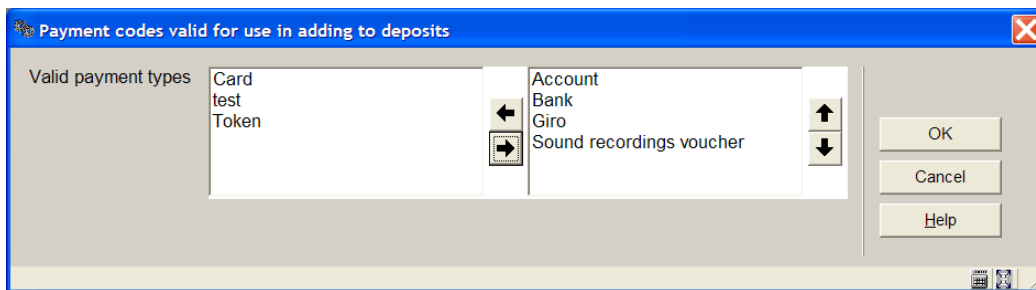 Payment codes valid for use in adding to deposits
Valid payment types
Card
test
Token
Account
Bank
Giro
Sound recordings voucher
OK
Cancel
Help